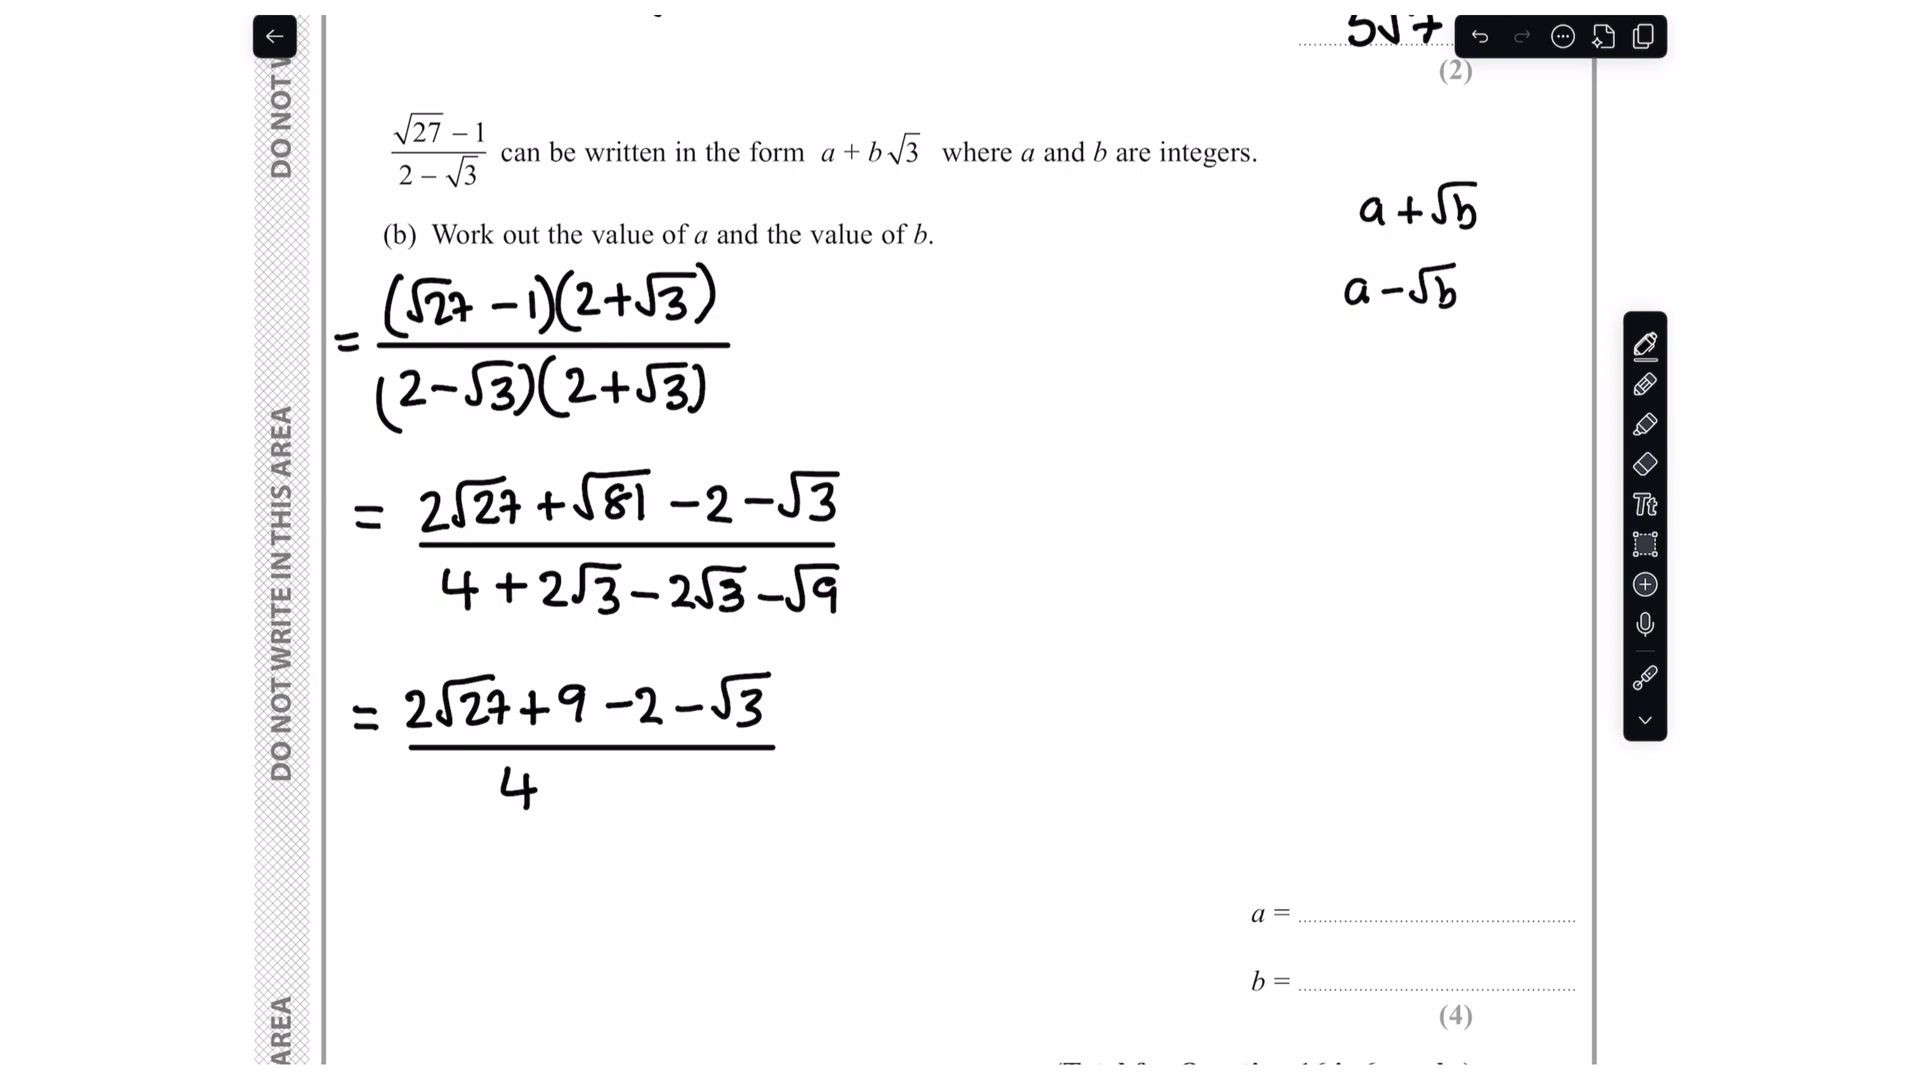 5√7
(2)
DO NOT
(√27 − 1)/(2 − √3) can be written in the form a + b√3 where a and b are integers.
a + √b
(b) Work out the value of a and the value of b.
a − √b
= ((√27 − 1)(2 + √3))/((2 − √3)(2 + √3))
DO NOT WRITE IN THIS AREA
= (2√27 + √81 − 2 − √3)/(4 + 2√3 − 2√3 − √9)
Tt
= (2√27 + 9 − 2 − √3)/4
a =
b =
(4)
AREA